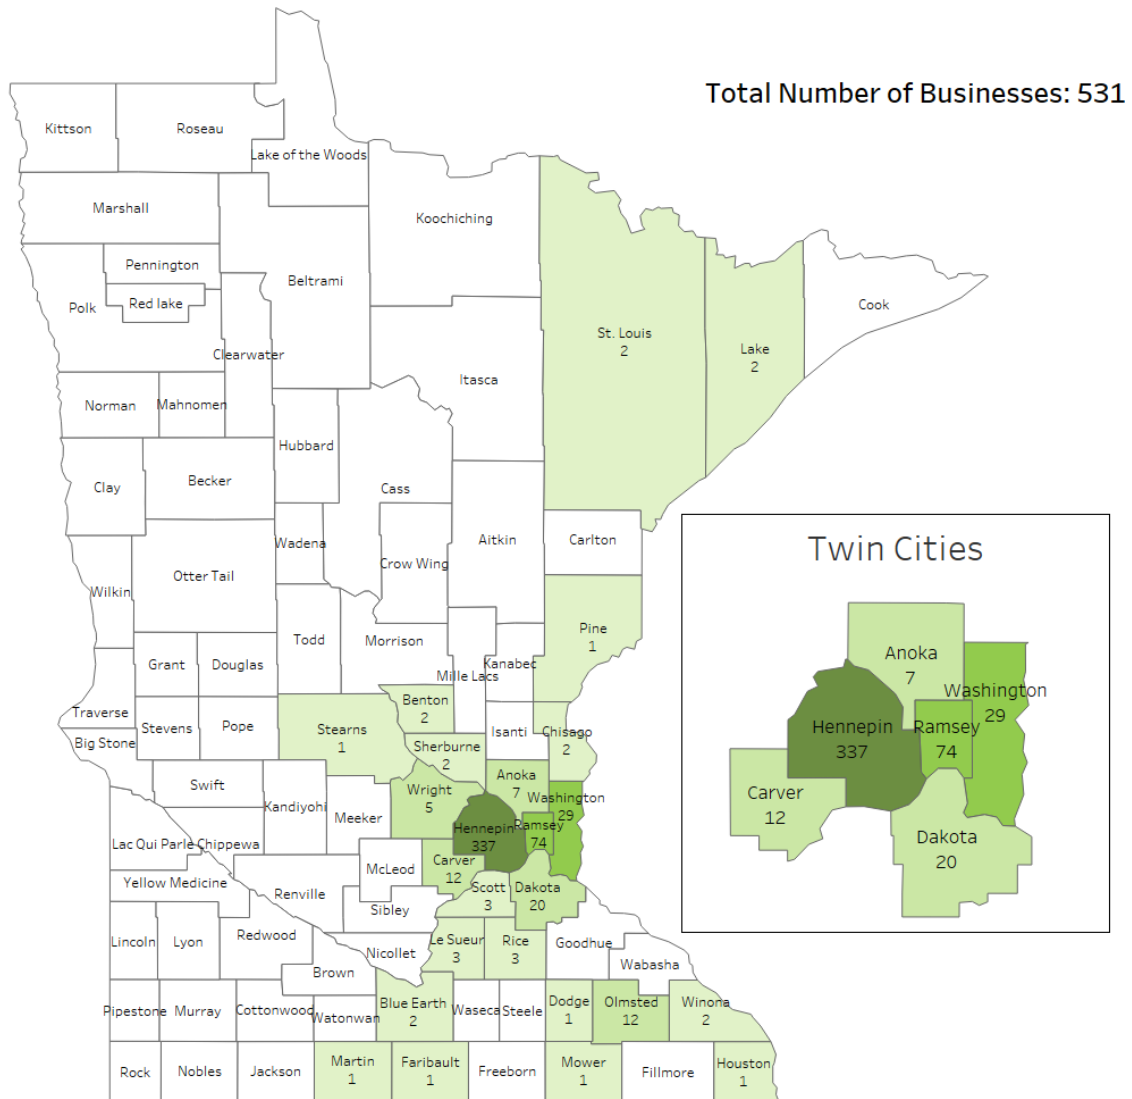 Total Number of Businesses: 531
Kittson
Roseau
Lake of the Woods
Marshall
Koochiching
Pennington
Beltrami
Polk
Red lake
Cook
St. Louis
2
Lake
2
Clearwater
Itasca
Norman
Mahnomen
Hubbard
Clay
Becker
Cass
Wadena
Aitkin
Carlton
Crow Wing
Otter Tail
Wilkin
Pine
1
Todd
Morrison
Grant
Douglas
Kanabec
Mille Lacs
Benton
2
Traverse
Stevens
Pope
Stearns
1
Isanti
Chisago
2
Big Stone
Sherburne
2
Swift
Anoka
7
Wright
5
Washington
29
Kandiyohi
Meeker
Hennepin
337
Ramsey
74
Lac Qui Parle
Chippewa
McLeod
Carver
12
Yellow Medicine
Renville
Scott
3
Dakota
20
Sibley
Lincoln
Lyon
Redwood
Nicollet
Le Sueur
3
Rice
3
Goodhue
Wabasha
Brown
Pipestone
Murray
Cottonwood
Watonwan
Blue Earth
2
Waseca
Steele
Dodge
1
Olmsted
12
Winona
2
Rock
Nobles
Jackson
Martin
1
Faribault
1
Freeborn
Mower
1
Fillmore
Houston
1
Twin Cities
Anoka
7
Washington
29
Hennepin
337
Ramsey
74
Carver
12
Dakota
20